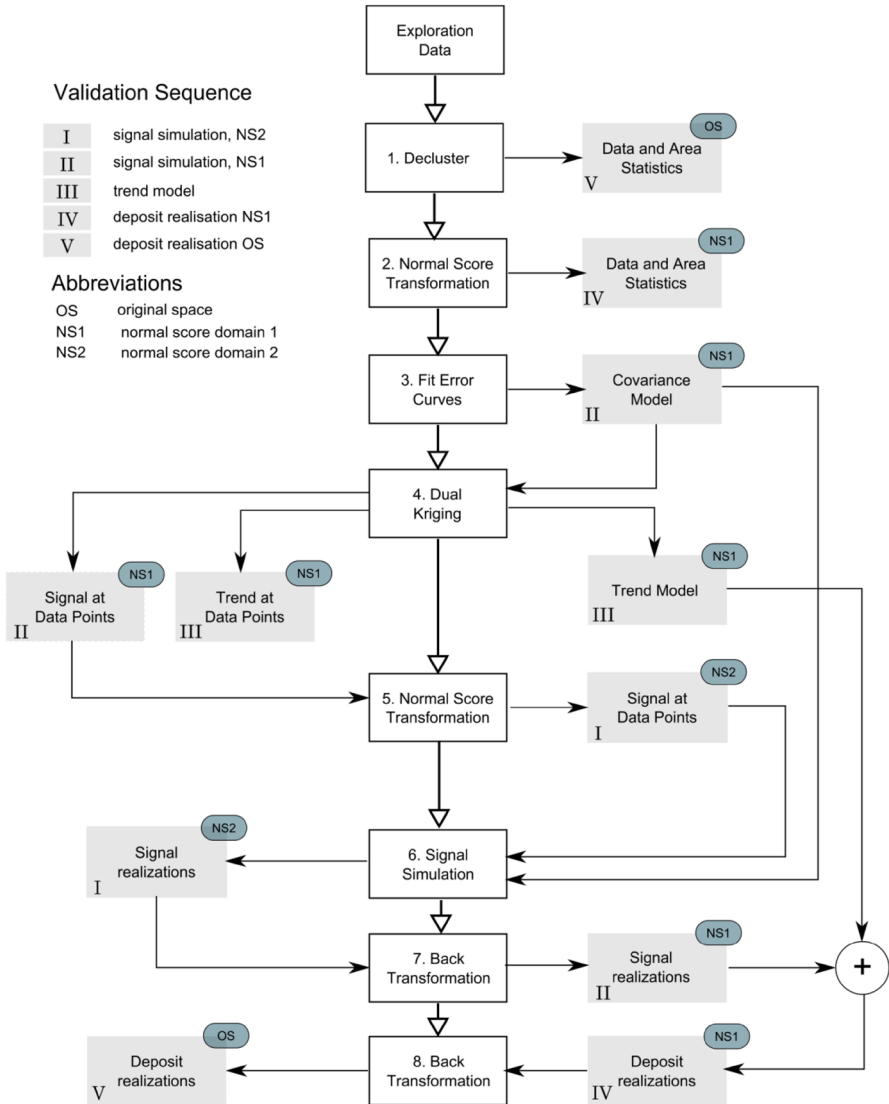 Exploration
Data
Validation Sequence
I signal simulation, NS2
II signal simulation, NS1
III trend model
IV deposit realisation NS1
V deposit realisation OS
Abbreviations
OS original space
NS1 normal score domain 1
NS2 normal score domain 2
1. Decluster
OS
Data and Area
Statistics
V
2. Normal Score
Transformation
NS1
Data and Area
Statistics
IV
3. Fit Error
Curves
NS1
Covariance
Model
II
4. Dual
Kriging
NS1
Signal at
Data Points
II
NS1
Trend at
Data Points
III
NS1
Trend Model
III
5. Normal Score
Transformation
NS2
Signal at
Data Points
I
NS2
Signal
realizations
I
6. Signal
Simulation
7. Back
Transformation
NS1
Signal
realizations
II
+
OS
Deposit
realizations
V
8. Back
Transformation
NS1
Deposit
realizations
IV